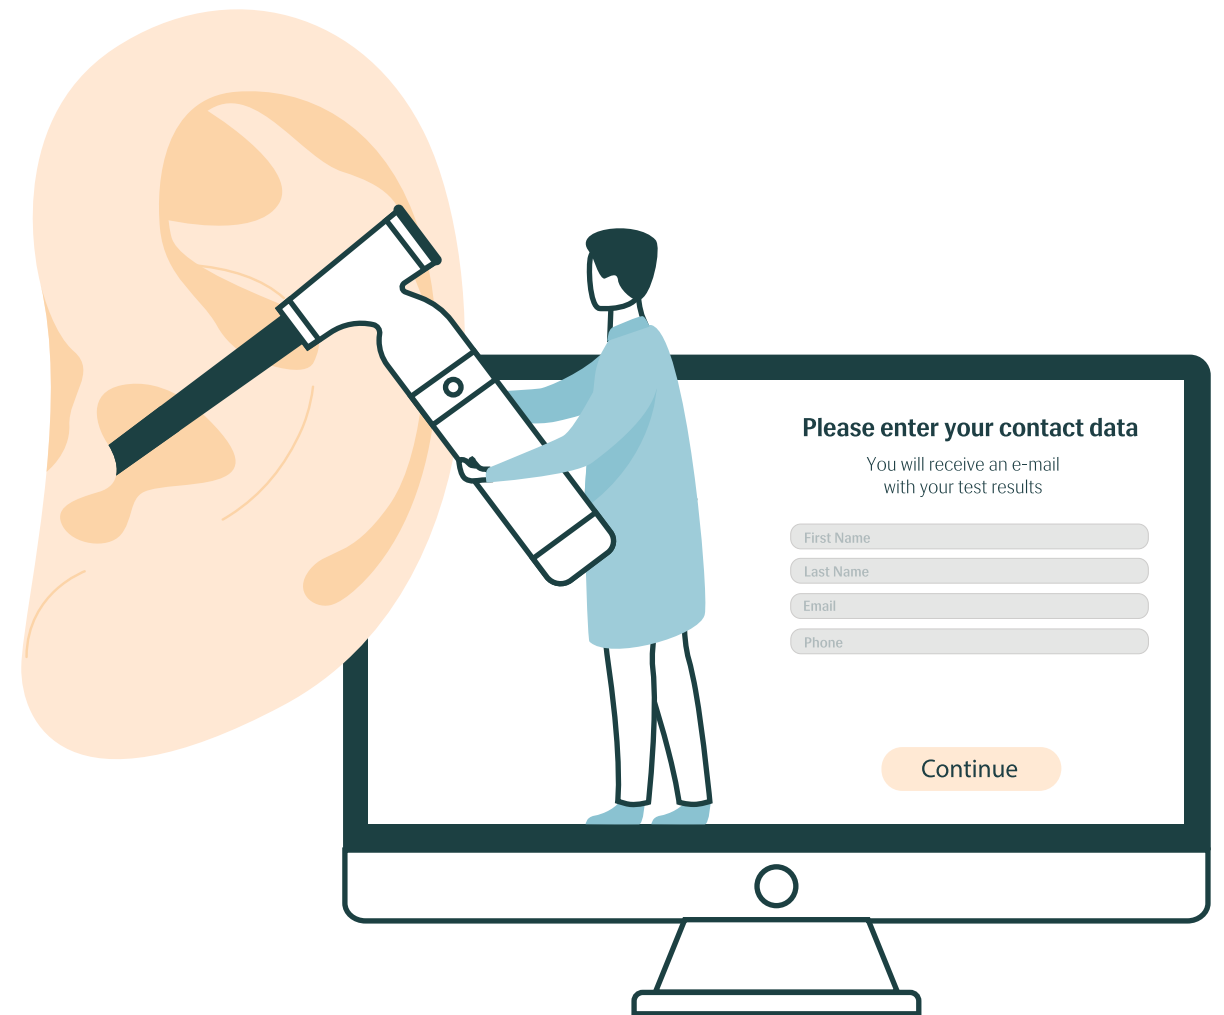 Please enter your contact data
You will receive an e-mail
with your test results
First Name
Last Name
Email
Phone
Continue